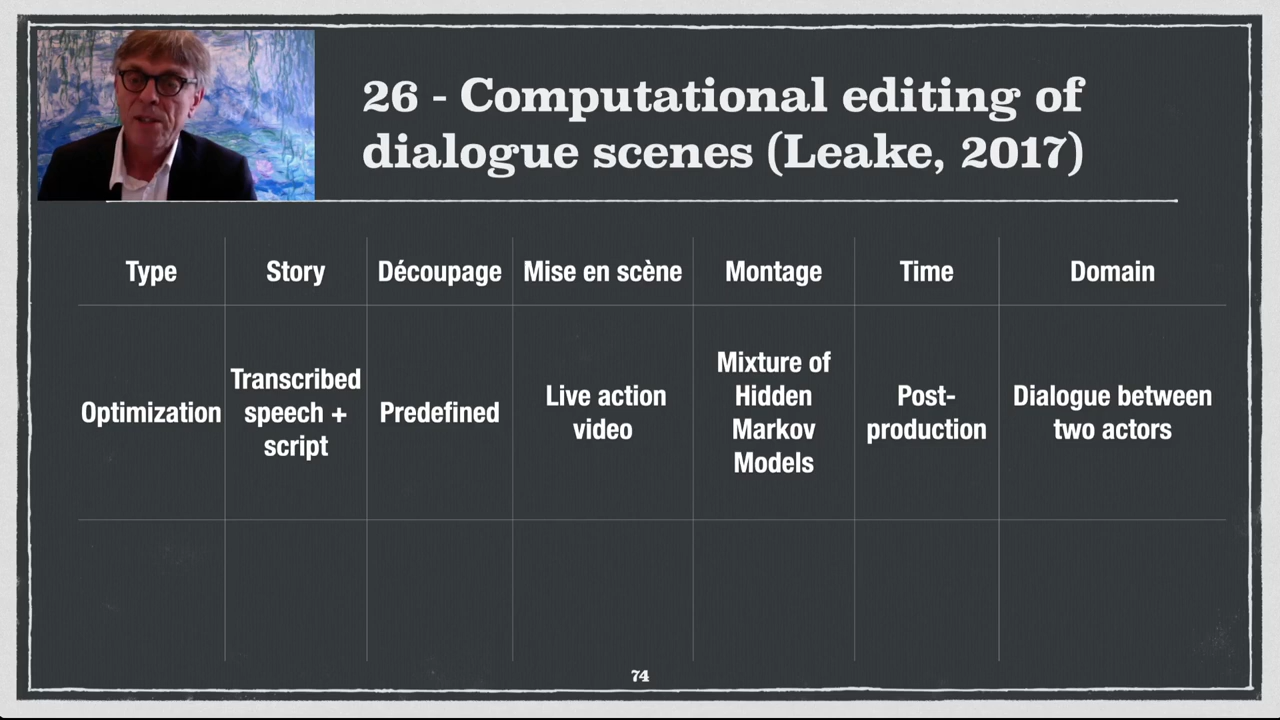 26 - Computational editing of
dialogue scenes (Leake, 2017)
Type
Story
Découpage
Mise en scène
Montage
Time
Domain
Optimization
Transcribed
speech +
script
Predefined
Live action
video
Mixture of
Hidden
Markov
Models
Post-
production
Dialogue between
two actors
74